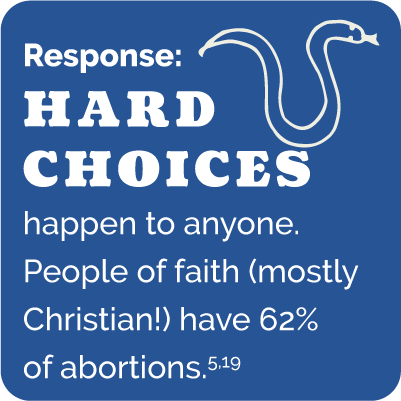 Response:
HARD
CHOICES
happen to anyone.
People of faith (mostly
Christian!) have 62%
of abortions.5,19